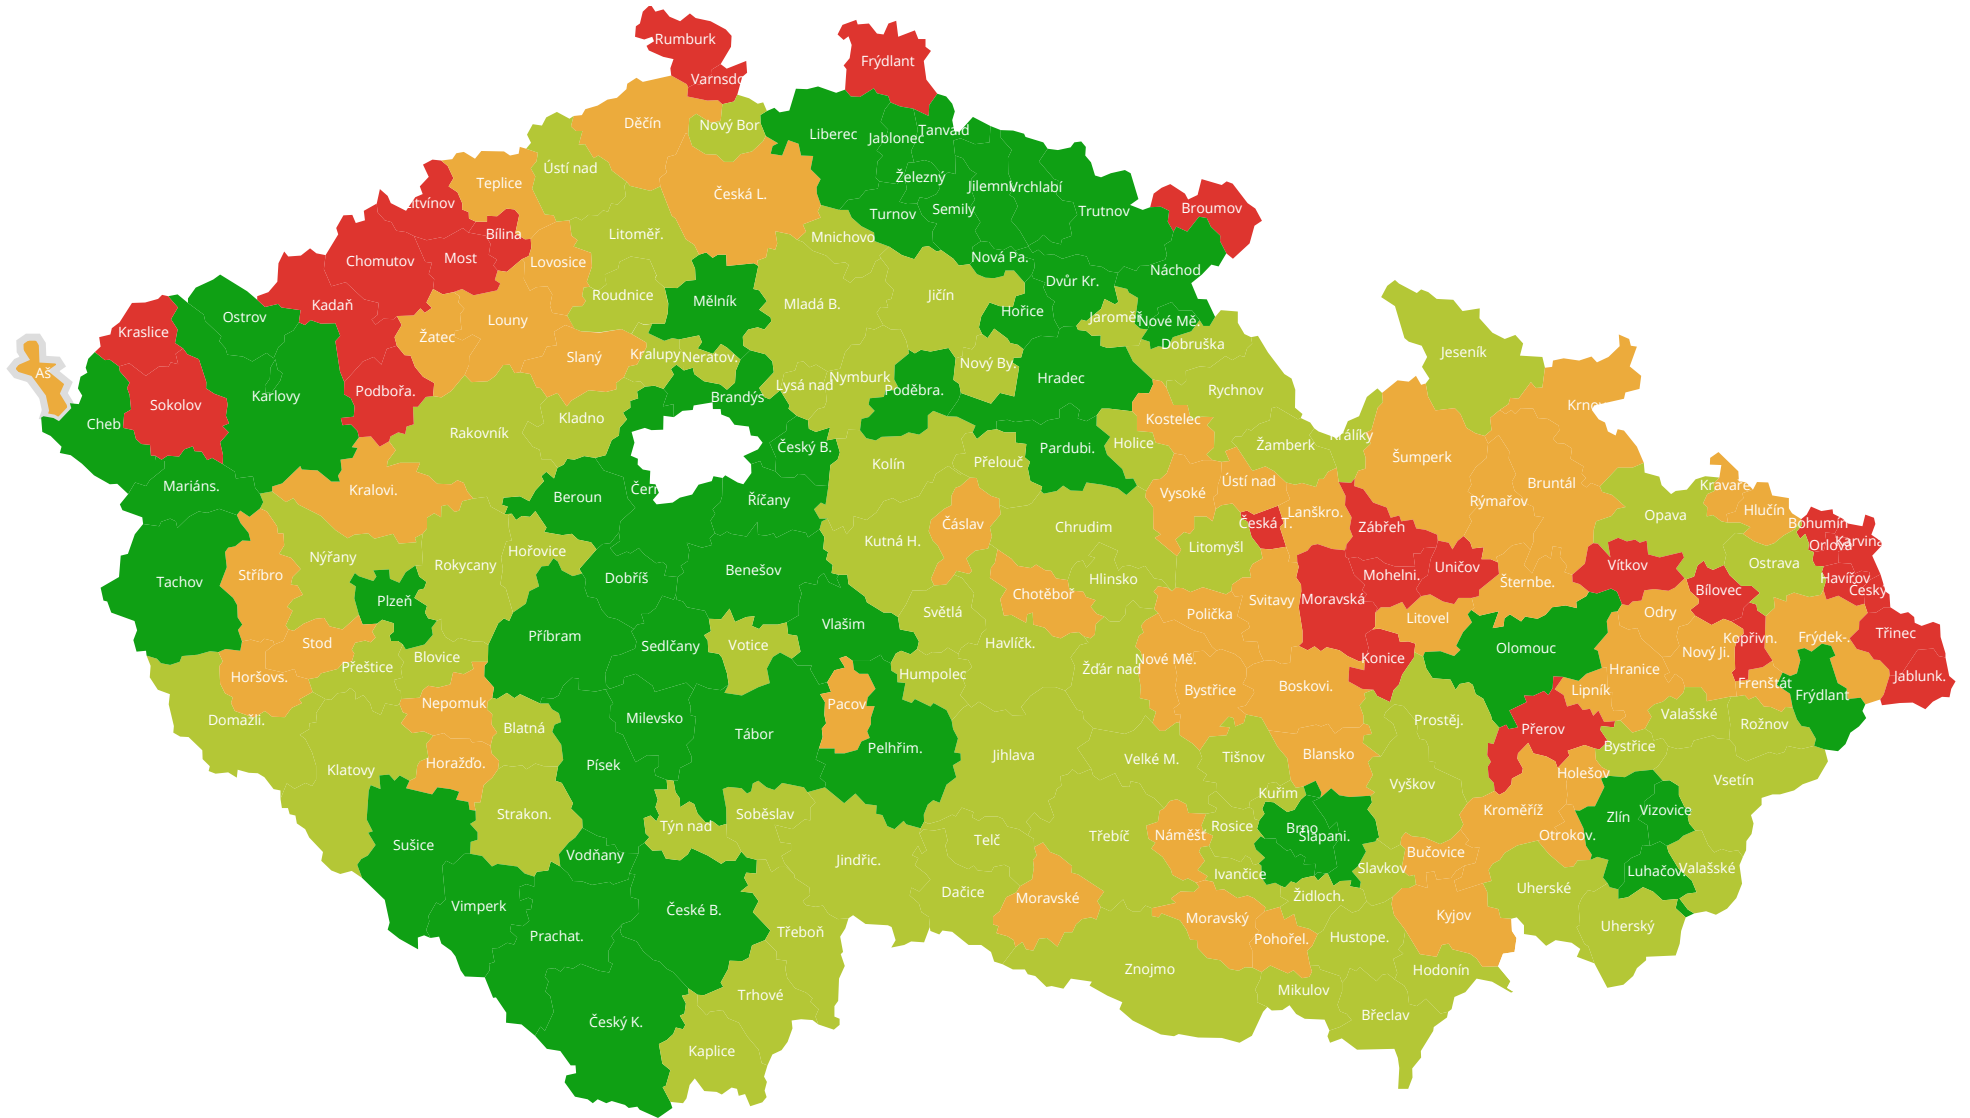 Rumburk
Frýdlant
Varnsdo
Děčín
Nový Bor
Liberec
Jablonec
Tanvald
Ústí nad
Teplice
Česká L.
Železný
Jilemni
Vrchlabí
Litvínov
Turnov
Semily
Trutnov
Broumov
Bílina
Litoměř.
Mnichovo
Chomutov
Most
Lovosice
Nová Pa.
Náchod
Dvůr Kr.
Kadaň
Roudnice
Mělník
Mladá B.
Jičín
Hořice
Ostrov
Louny
Jaroměř
Nové Mě.
Kraslice
Žatec
Slaný
Kralupy
Neratov.
Dobruška
Jeseník
Aš
Nový By.
Nymburk
Hradec
Lysá nad
Poděbra.
Rychnov
Podbořa.
Karlovy
Brandýs
Sokolov
Krnov
Cheb
Kladno
Kostelec
Rakovník
Český B.
Pardubi.
Holice
Žamberk
Králíky
Kolín
Přelouč
Šumperk
Mariáns.
Kralovi.
Beroun
Čern
Říčany
Vysoké
Ústí nad
Bruntál
Rýmařov
Kravaře
Hlučín
Lanškro.
Opava
Čáslav
Chrudim
Česká T.
Zábřeh
Bohumín
Kutná H.
Litomyšl
Orlová
Karviná
Hořovice
Nýřany
Rokycany
Ostrava
Vítkov
Stříbro
Tachov
Dobříš
Benešov
Hlinsko
Mohelni.
Uničov
Šternbe.
Havířov
Český
Plzeň
Chotěboř
Svitavy
Moravská
Bílovec
Světlá
Polička
Litovel
Odry
Vlašim
Příbram
Stod
Sedlčany
Votice
Havlíčk.
Olomouc
Kopřivn.
Frýdek-.
Třinec
Blovice
Přeštice
Nové Mě.
Konice
Nový Ji.
Horšovs.
Humpolec
Žďár nad
Hranice
Jablunk.
Bystřice
Boskovi.
Lipník
Frenštát
Frýdlant
Nepomuk
Pacov
Domažli.
Milevsko
Valašské
Rožnov
Blatná
Tábor
Prostěj.
Přerov
Pelhřim.
Bystřice
Jihlava
Velké M.
Tišnov
Blansko
Klatovy
Horažďo.
Písek
Holešov
Vsetín
Vyškov
Kuřim
Strakon.
Soběslav
Kroměříž
Vizovice
Týn nad
Rosice
Brno
Šlapani.
Zlín
Třebíč
Náměšť
Otrokov.
Telč
Sušice
Vodňany
Jindřic.
Bučovice
Slavkov
Luhačov.
Valašské
Ivančice
Dačice
Moravské
Židloch.
Uherské
Vimperk
České B.
Moravský
Kyjov
Uherský
Třeboň
Prachat.
Pohořel.
Hustope.
Znojmo
Hodonín
Trhové
Mikulov
Český K.
Břeclav
Kaplice